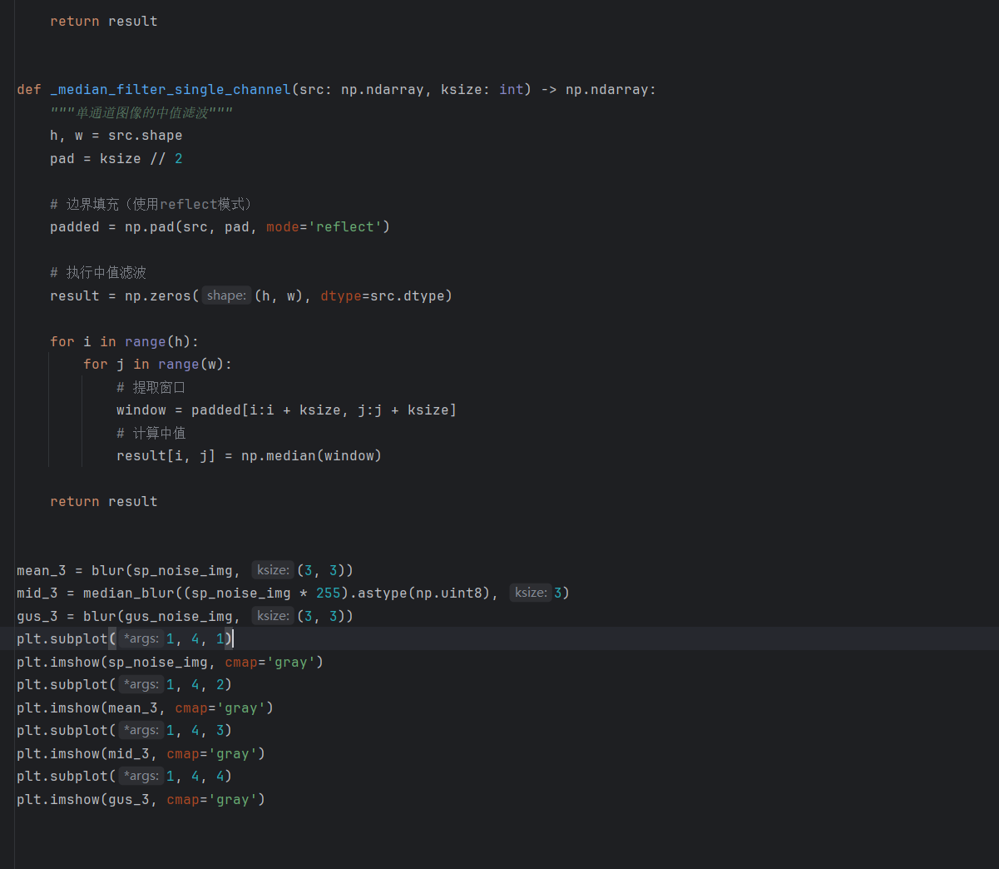 return result


def _median_filter_single_channel(src: np.ndarray, ksize: int) -> np.ndarray:
    """单通道图像的中值滤波"""
    h, w = src.shape
    pad = ksize // 2

    # 边界填充（使用reflect模式）
    padded = np.pad(src, pad, mode='reflect')

    # 执行中值滤波
    result = np.zeros( shape: (h, w), dtype=src.dtype)

    for i in range(h):
        for j in range(w):
            # 提取窗口
            window = padded[i:i + ksize, j:j + ksize]
            # 计算中值
            result[i, j] = np.median(window)

    return result


mean_3 = blur(sp_noise_img, ksize: (3, 3))
mid_3 = median_blur((sp_noise_img * 255).astype(np.uint8), ksize: 3)
gus_3 = blur(gus_noise_img, ksize: (3, 3))
plt.subplot( *args: 1, 4, 1)
plt.imshow(sp_noise_img, cmap='gray')
plt.subplot( *args: 1, 4, 2)
plt.imshow(mean_3, cmap='gray')
plt.subplot( *args: 1, 4, 3)
plt.imshow(mid_3, cmap='gray')
plt.subplot( *args: 1, 4, 4)
plt.imshow(gus_3, cmap='gray')